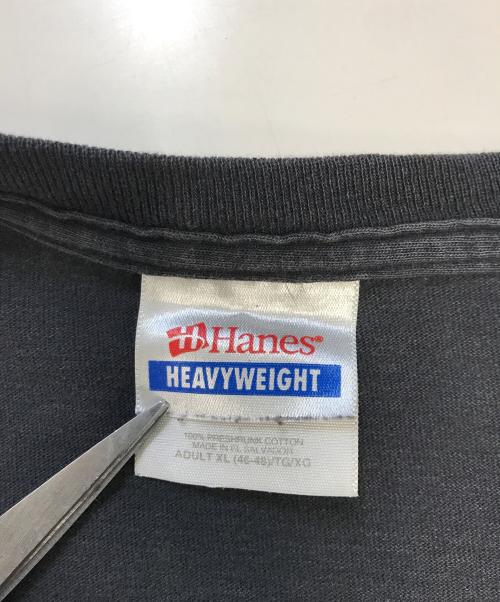 Hanes®
HEAVYWEIGHT
100% PRESHRUNK COTTON
MADE IN EL SALVADOR
ADULT XL (46-48)/TG/XG